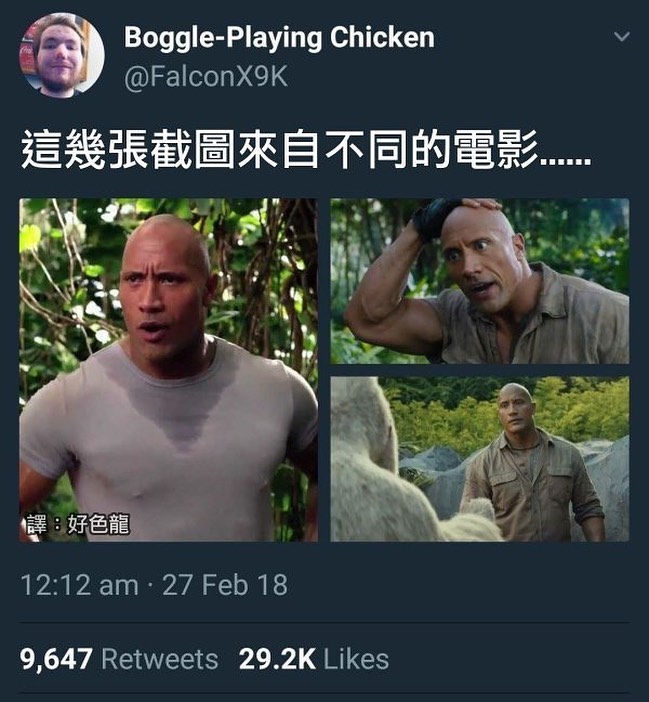 Boggle-Playing Chicken
@FalconX9K
這幾張截圖來自不同的電影......
譯：好色龍
12:12 am · 27 Feb 18
9,647 Retweets 29.2K Likes